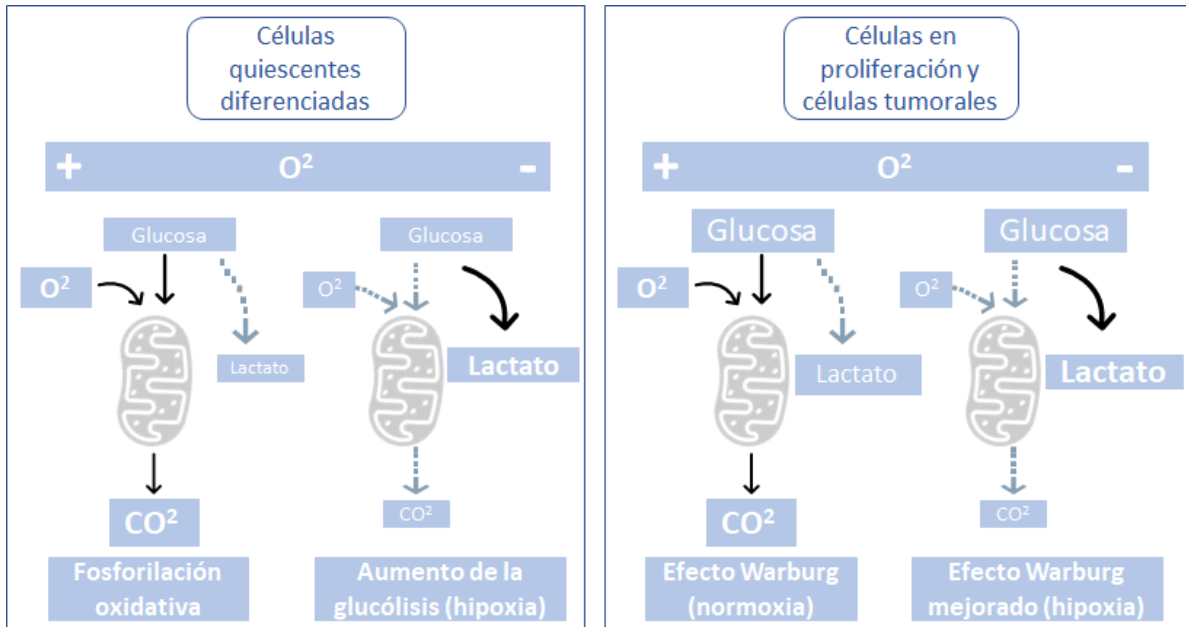 Células
quiescentes
diferenciadas
+ O² -
Glucosa
Glucosa
O²
O²
Lactato
Lactato
CO²
CO²
Fosforilación
oxidativa
Aumento de la
glucólisis (hipoxia)
Células en
proliferación y
células tumorales
+ O² -
Glucosa
Glucosa
O²
O²
Lactato
Lactato
CO²
CO²
Efecto Warburg
(normoxia)
Efecto Warburg
mejorado (hipoxia)